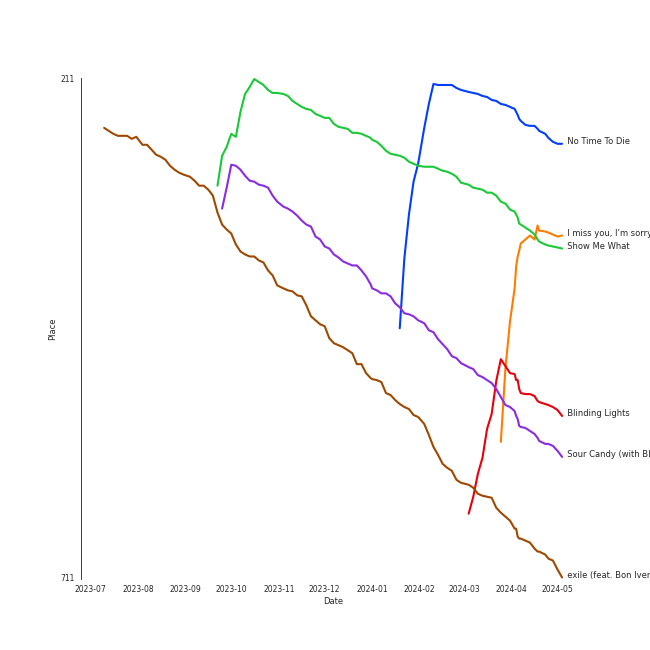 211
No Time To Die
I miss you, I'm sorry
Show Me What
Place
Blinding Lights
Sour Candy (with Bl
exile (feat. Bon Iver
711
2023-07 2023-08 2023-09 2023-10 2023-11 2023-12 2024-01 2024-02 2024-03 2024-04 2024-05
Date